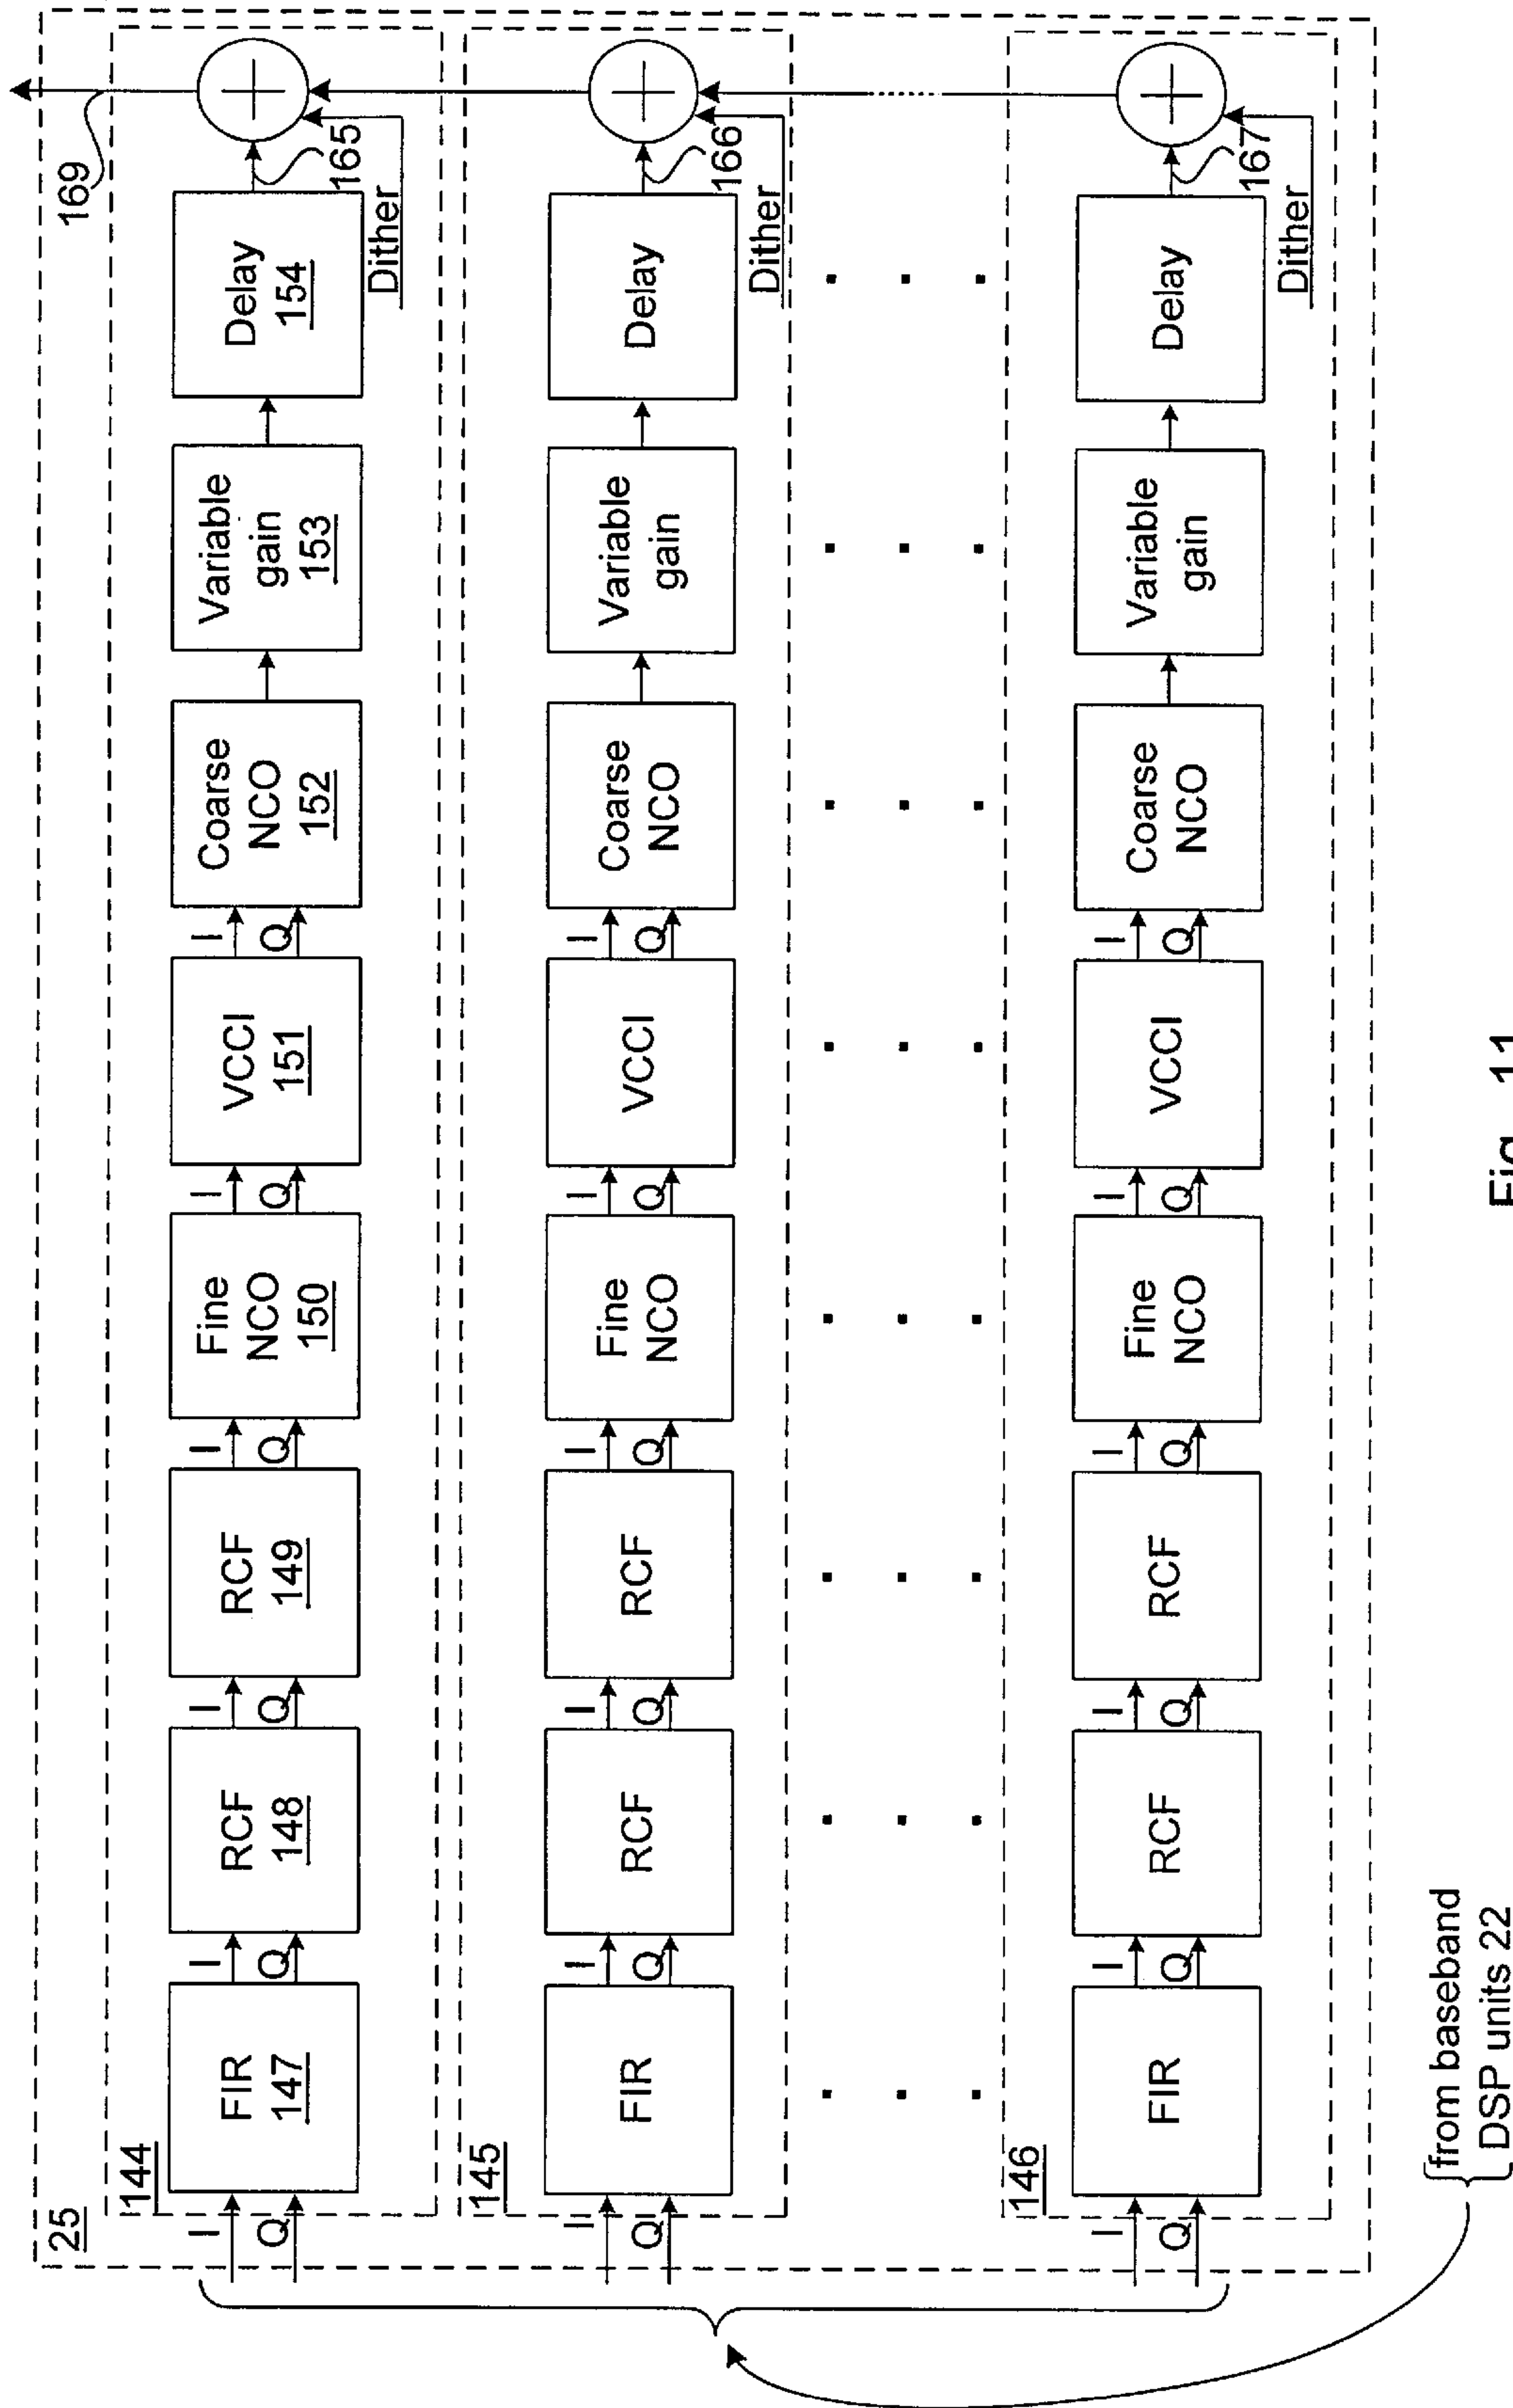 25
144
I
Q
FIR
147
I
Q
RCF
148
I
Q
RCF
149
I
Q
Fine
NCO
150
I
Q
VCCI
151
I
Q
Coarse
NCO
152
Variable
gain
153
Delay
154
165
Dither
169
145
I
Q
FIR
I
Q
RCF
I
Q
RCF
I
Q
Fine
NCO
I
Q
VCCI
I
Q
Coarse
NCO
Variable
gain
Delay
166
Dither
146
I
Q
FIR
I
Q
RCF
I
Q
RCF
I
Q
Fine
NCO
I
Q
VCCI
I
Q
Coarse
NCO
Variable
gain
Delay
167
Dither
from baseband
DSP units 22
Fig. 11